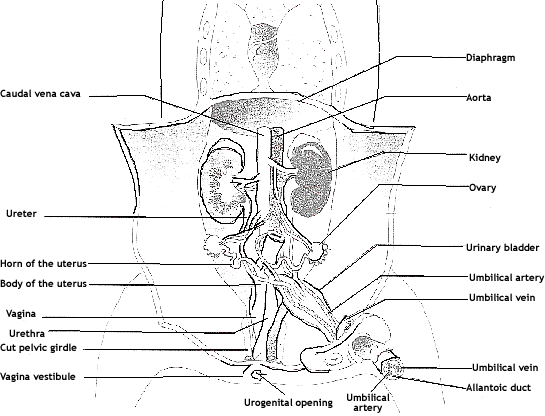 Diaphragm
Caudal vena cava
Aorta
Kidney
Ovary
Ureter
Urinary bladder
Horn of the uterus
Umbilical artery
Body of the uterus
Umbilical vein
Vagina
Urethra
Cut pelvic girdle
Umbilical vein
Vagina vestibule
Allantoic duct
Urogenital opening
Umbilical
artery